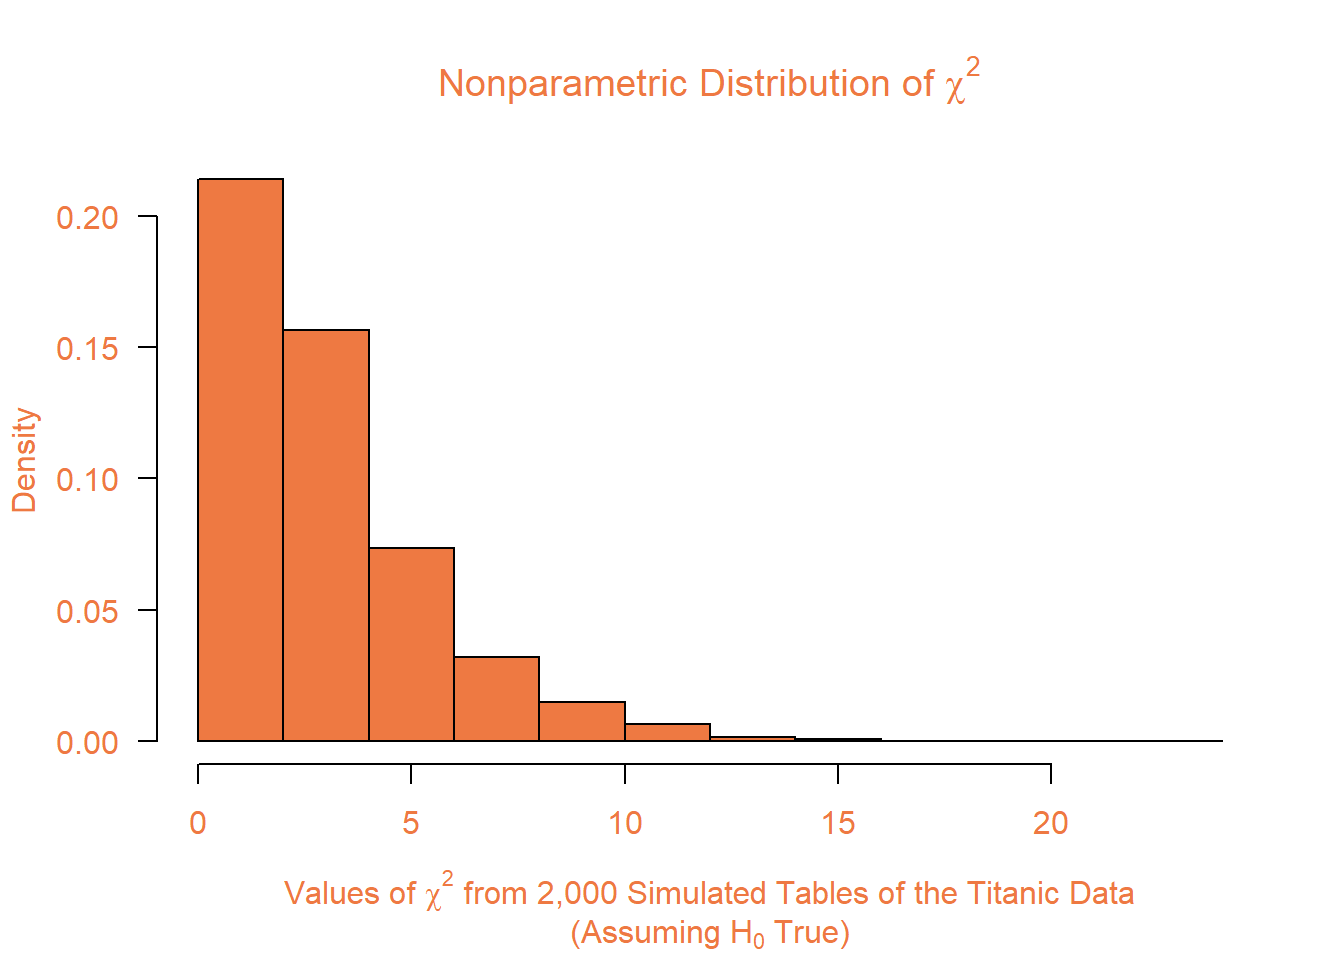 Nonparametric Distribution of χ²
Density
0.20
0.15
0.10
0.05
0.00
0
5
10
15
20
Values of χ² from 2,000 Simulated Tables of the Titanic Data
(Assuming H₀ True)